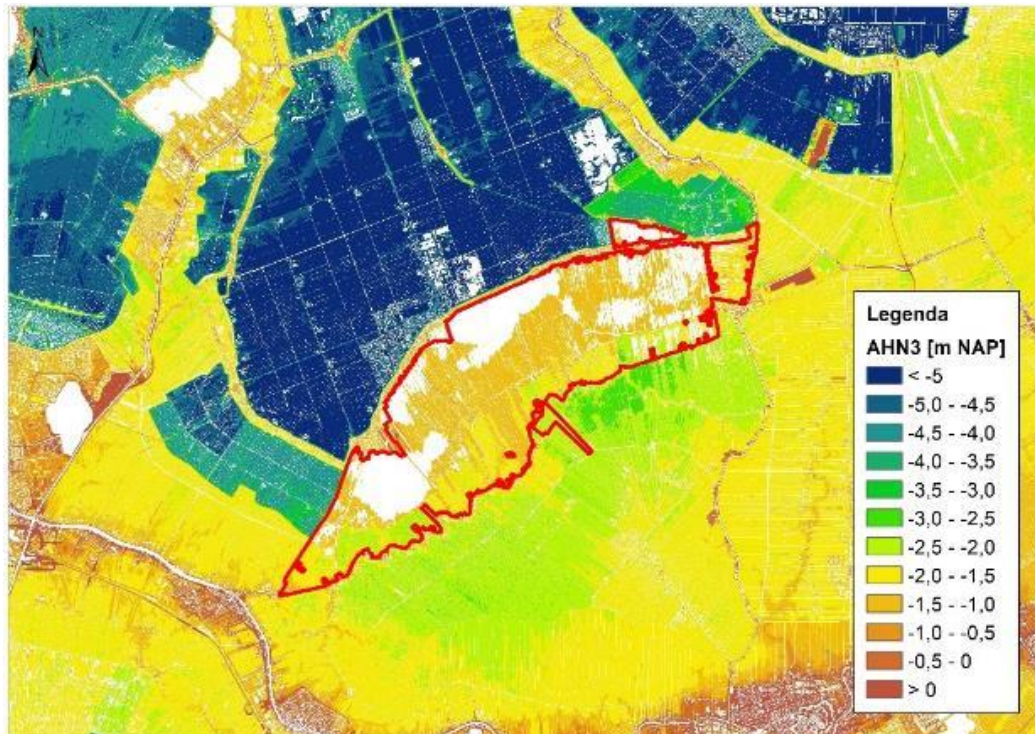 N
Legenda
AHN3 [m NAP]
< -5
-5,0 - -4,5
-4,5 - -4,0
-4,0 - -3,5
-3,5 - -3,0
-3,0 - -2,5
-2,5 - -2,0
-2,0 - -1,5
-1,5 - -1,0
-1,0 - -0,5
-0,5 - 0
> 0